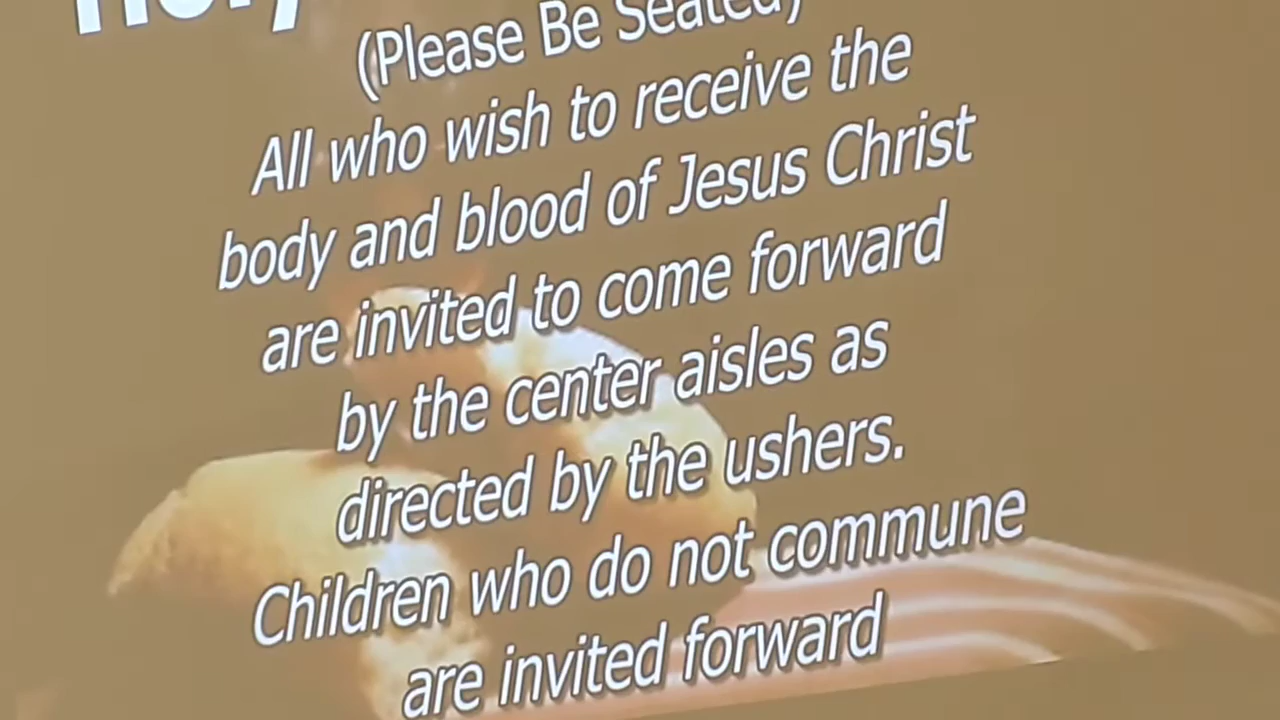 (Please Be Seated)
All who wish to receive the
body and blood of Jesus Christ
are invited to come forward
by the center aisles as
directed by the ushers.
Children who do not commune
are invited forward